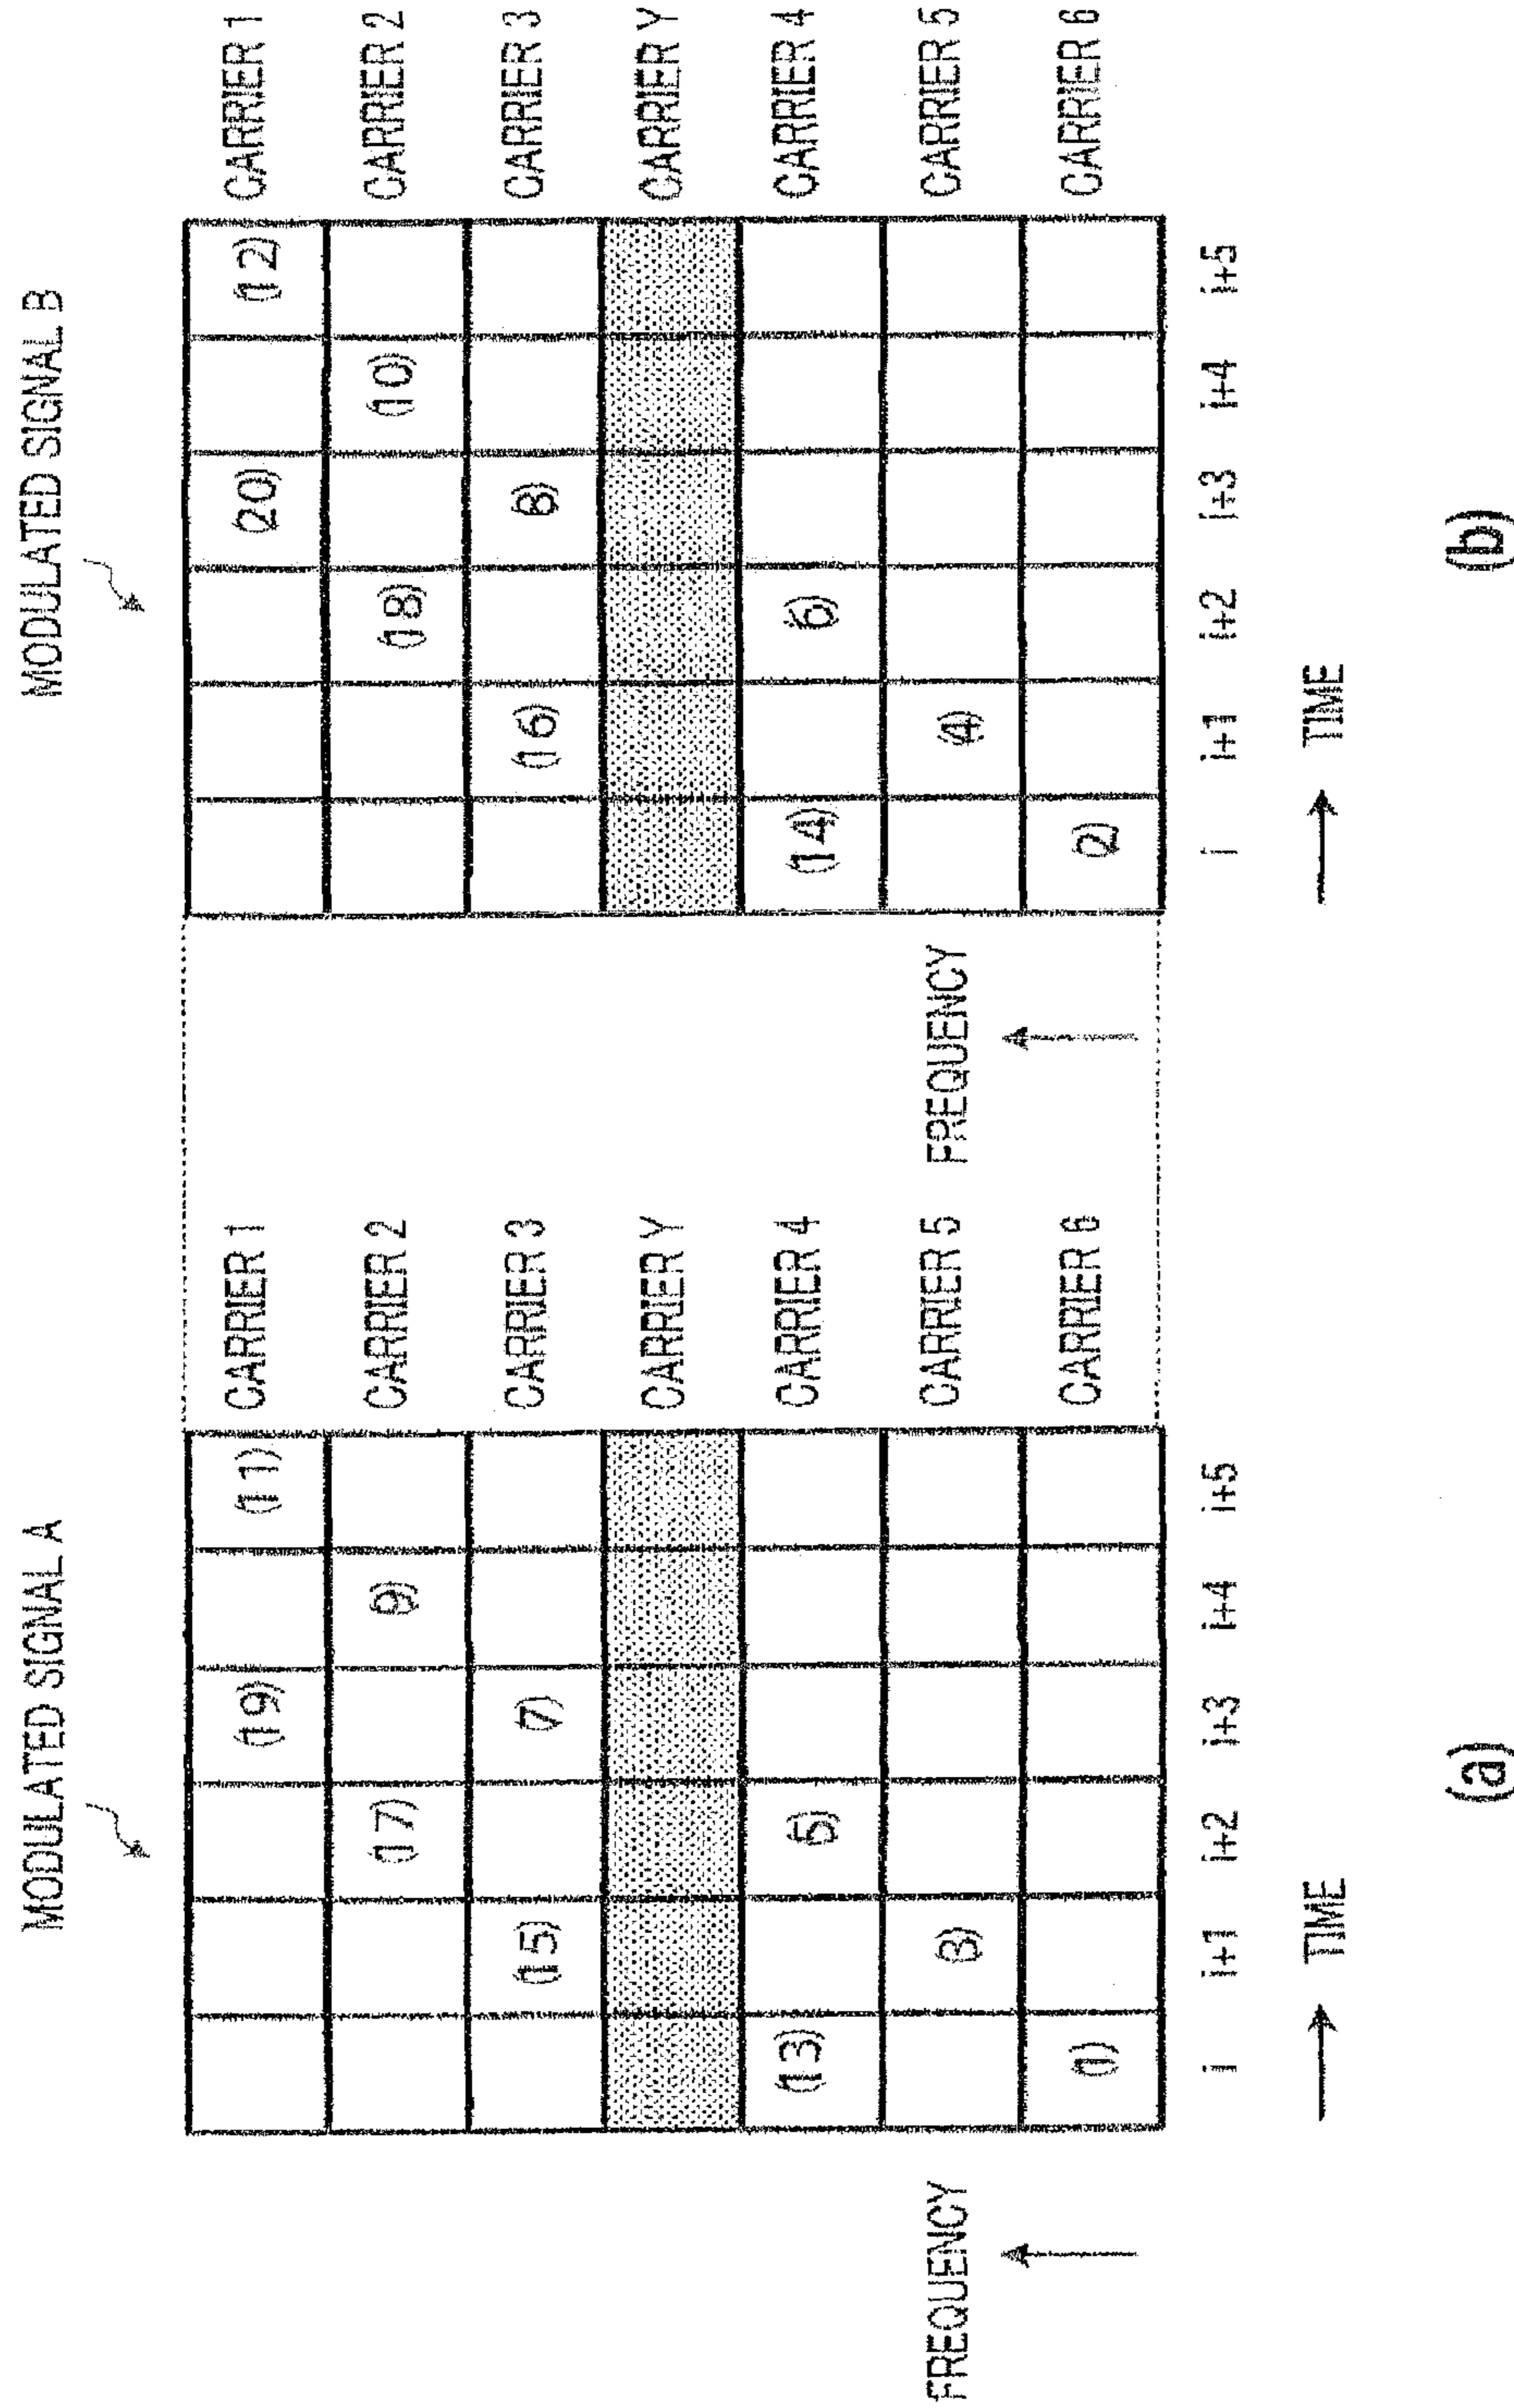 MODULATED SIGNAL A
(19) (11) CARRIER 1
(17) (9) CARRIER 2
(15) (7) CARRIER 3
CARRIER Y
(13) (5) CARRIER 4
FREQUENCY (3) CARRIER 5
(1) CARRIER 6
i i+1 i+2 i+3 i+4 i+5
TIME
(a)
MODULATED SIGNAL B
(20) (12) CARRIER 1
(18) (10) CARRIER 2
(16) (8) CARRIER 3
CARRIER Y
(14) (6) CARRIER 4
FREQUENCY (4) CARRIER 5
(2) CARRIER 6
i i+1 i+2 i+3 i+4 i+5
TIME
(b)